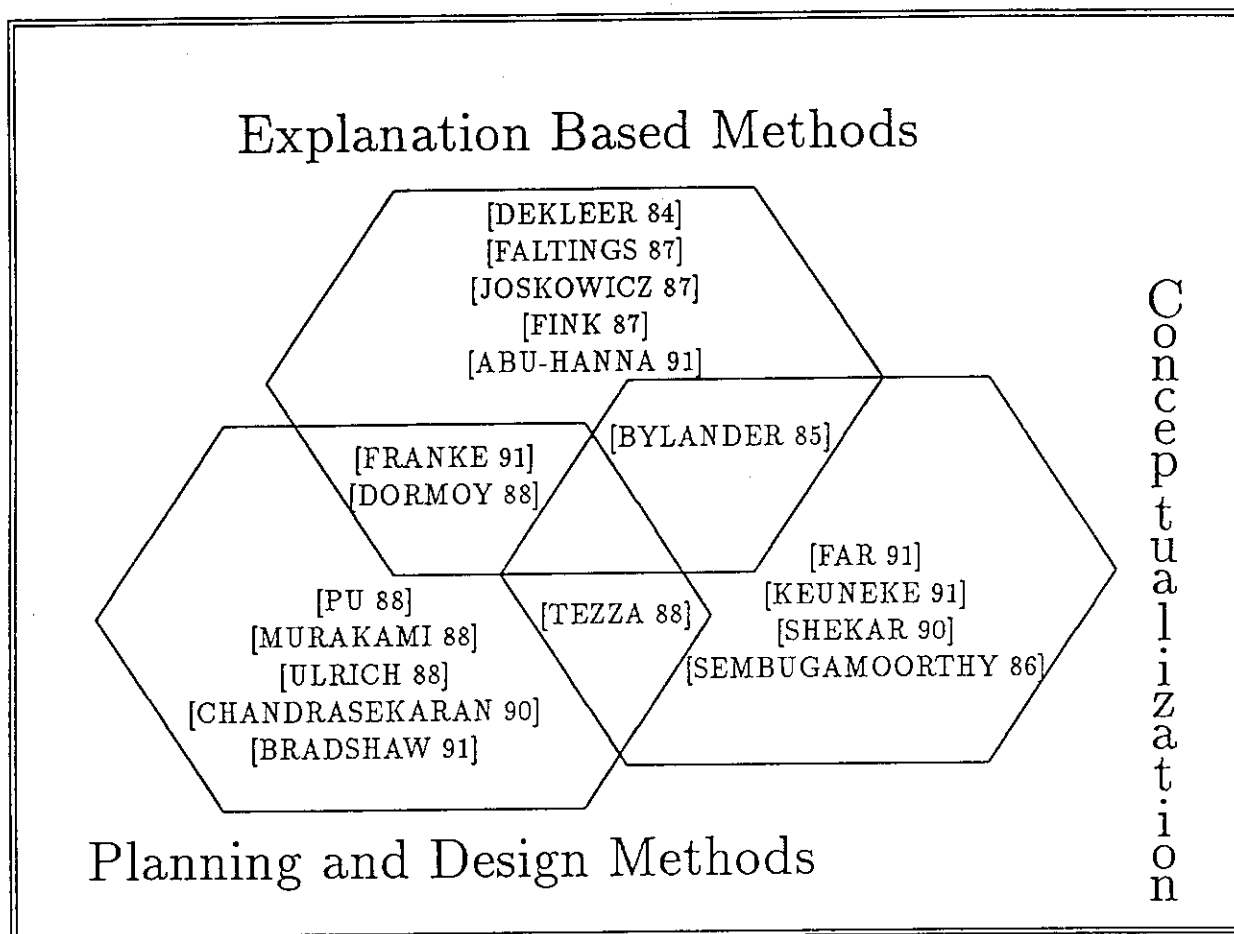 Explanation Based Methods
[DEKLEER 84]
[FALTINGS 87]
[JOSKOWICZ 87]
[FINK 87]
[ABU-HANNA 91]
[BYLANDER 85]
[FRANKE 91]
[DORMOY 88]
[FAR 91]
[KEUNEKE 91]
[SHEKAR 90]
[SEMBUGAMOORTHY 86]
[TEZZA 88]
[PU 88]
[MURAKAMI 88]
[ULRICH 88]
[CHANDRASEKARAN 90]
[BRADSHAW 91]
Planning and Design Methods
Conceptualization